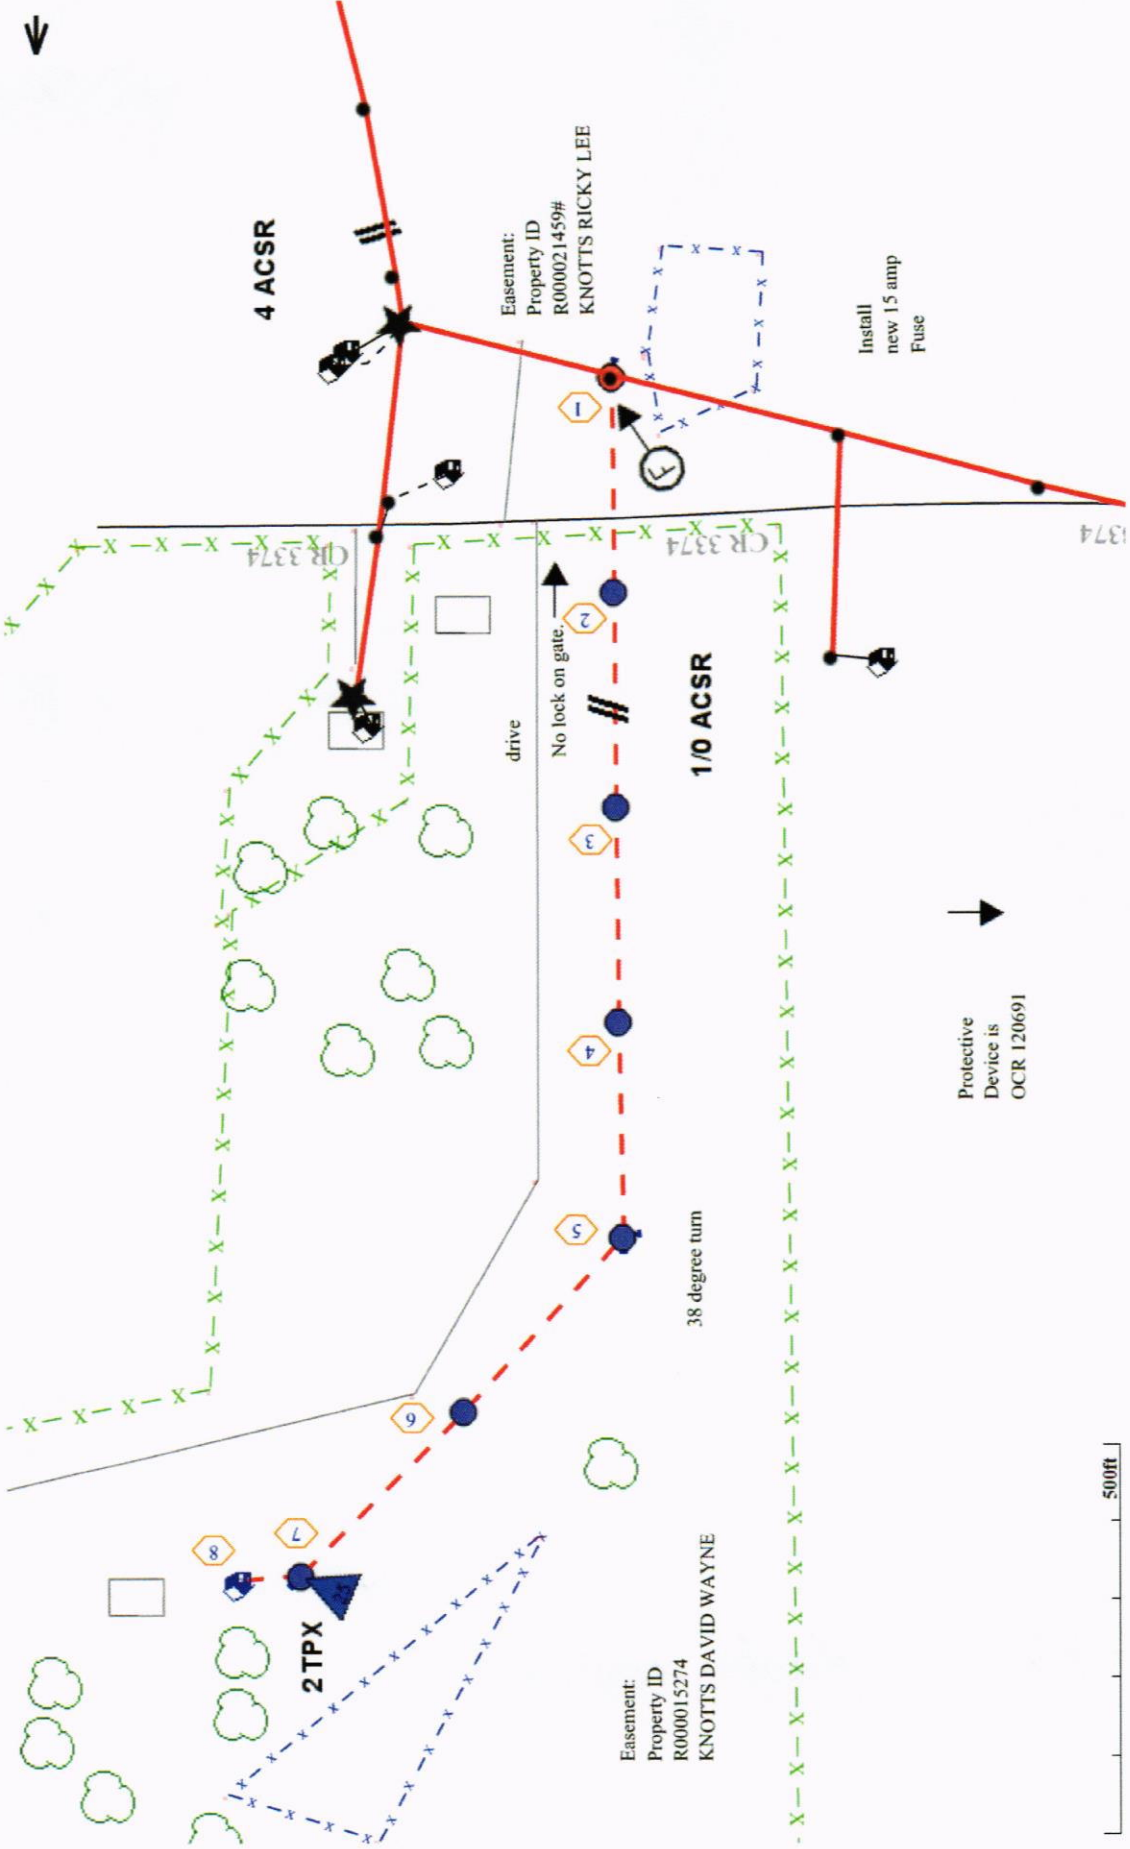 4 ACSR
Easement:
Property ID
R000021459#
KNOTTS RICKY LEE
Install
new 15 amp
Fuse
1
F
CR 3374
CR 3374
3374
2
No lock on gate.
drive
1/0 ACSR
3
4
Protective
Device is
OCR 120691
5
38 degree turn
6
7
8
25
2 TPX
Easement:
Property ID
R000015274
KNOTTS DAVID WAYNE
500ft